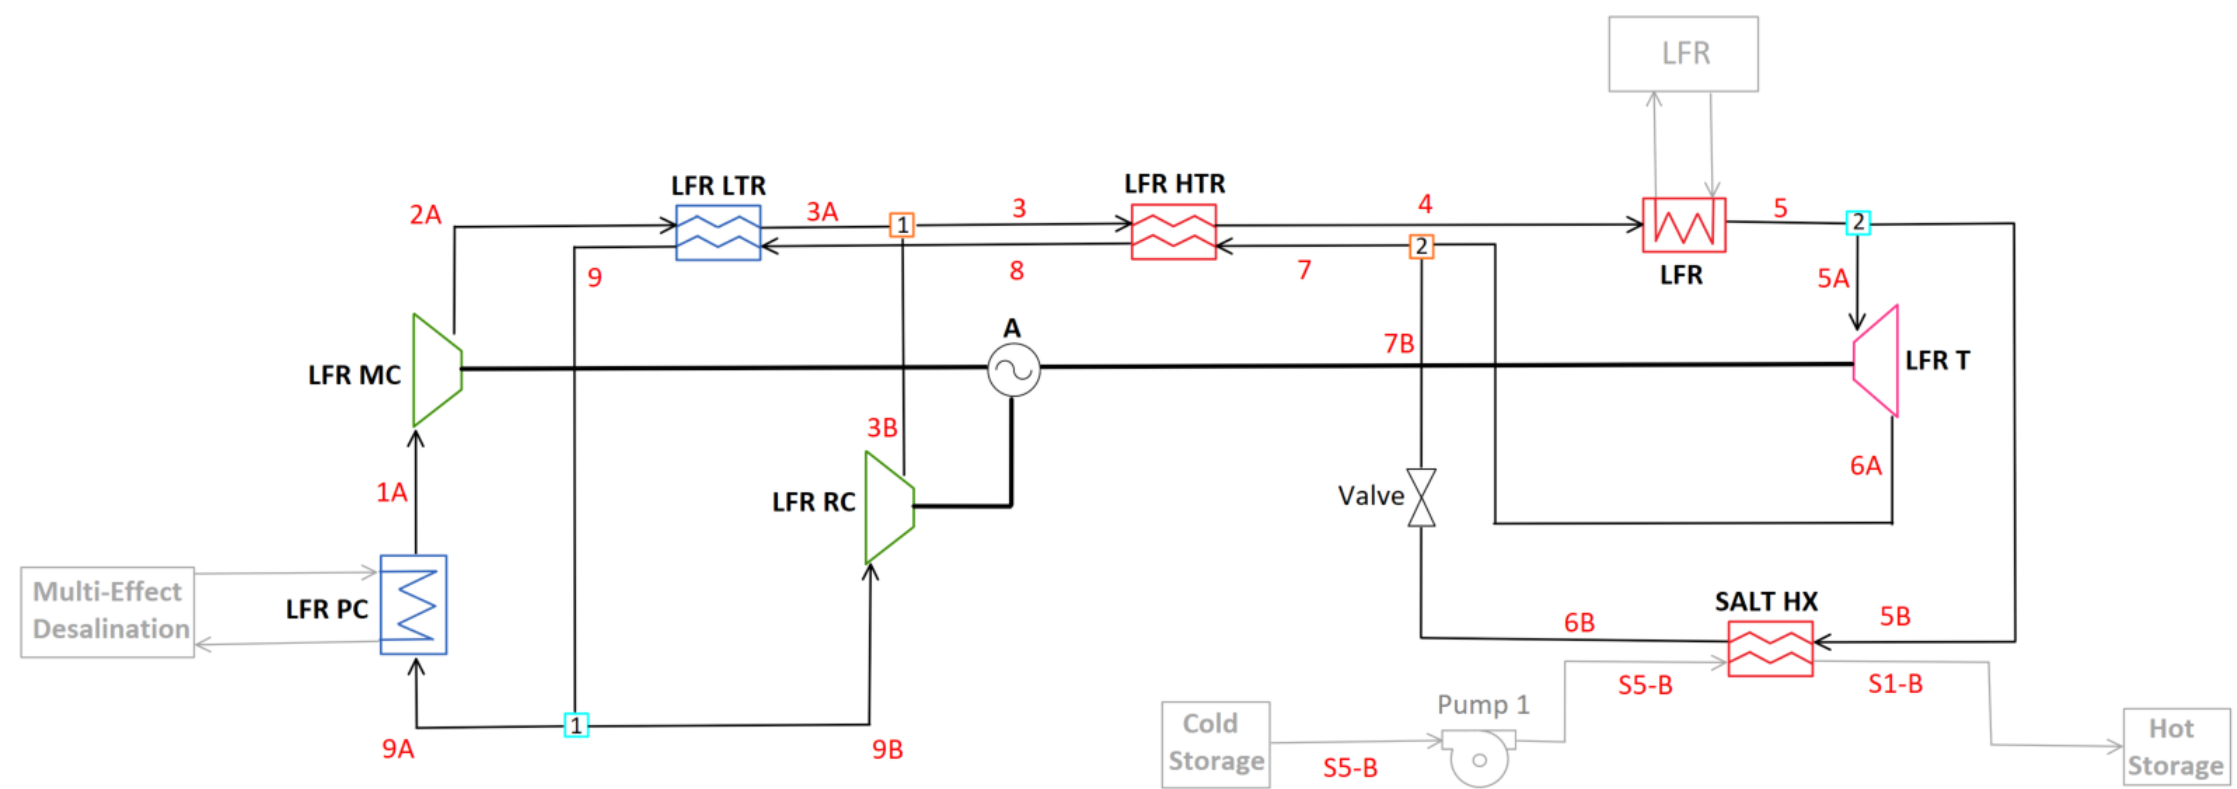 LFR
LFR LTR
LFR HTR
2A
3A
1
3
4
5
2
9
8
7
2
LFR
5A
A
7B
LFR MC
LFR T
3B
6A
1A
LFR RC
Valve
Multi-Effect
Desalination
LFR PC
SALT HX
6B
5B
S5-B
S1-B
Pump 1
1
9A
9B
Cold
Storage
S5-B
Hot
Storage